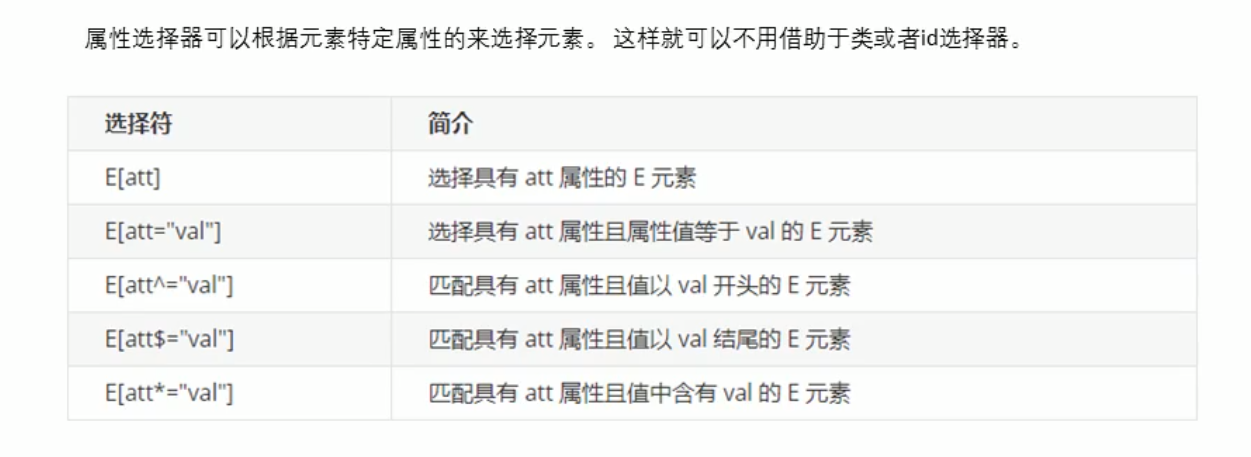 属性选择器可以根据元素特定属性的来选择元素。 这样就可以不用借助于类或者id选择器。
选择符 简介
E[att] 选择具有 att 属性的 E 元素
E[att="val"] 选择具有 att 属性且属性值等于 val 的 E 元素
E[att^="val"] 匹配具有 att 属性且值以 val 开头的 E 元素
E[att$="val"] 匹配具有 att 属性且值以 val 结尾的 E 元素
E[att*="val"] 匹配具有 att 属性且值中含有 val 的 E 元素